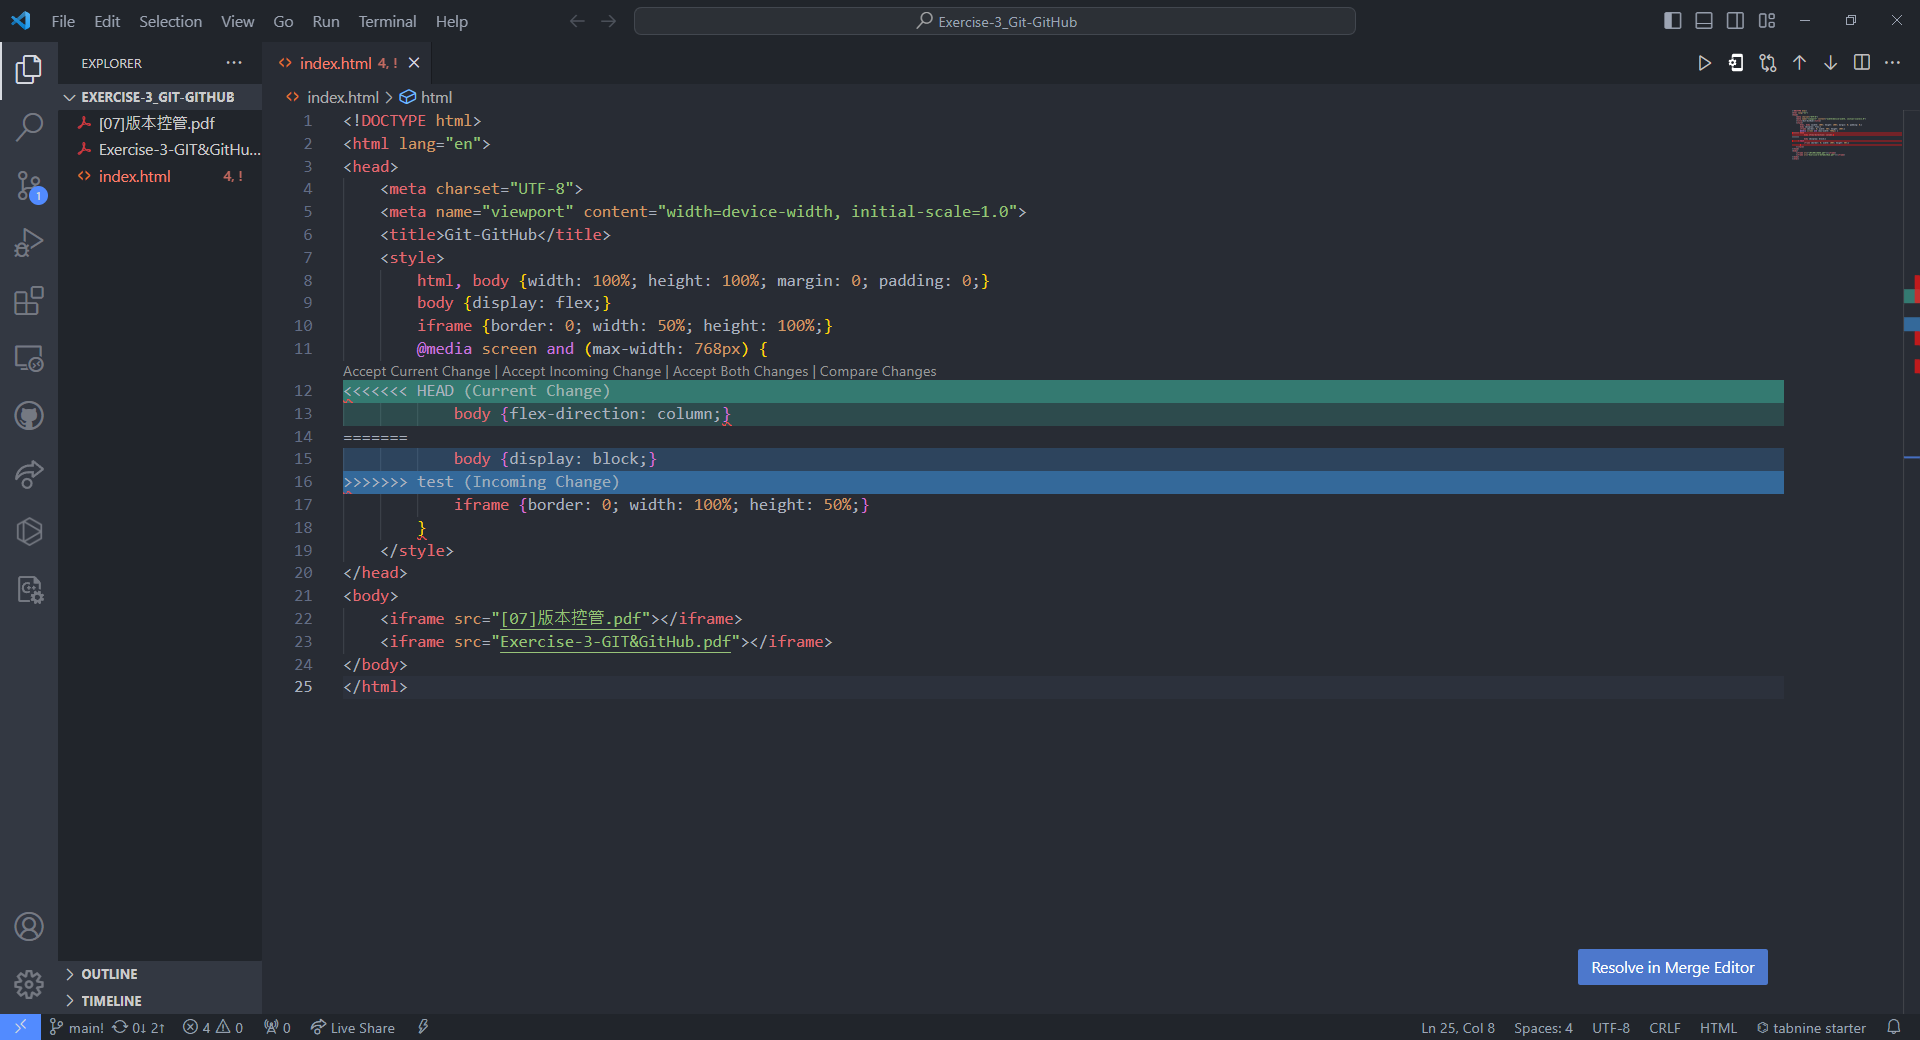 File Edit Selection View Go Run Terminal Help
Exercise-3_Git-GitHub
EXPLORER
index.html 4, !
EXERCISE-3_GIT-GITHUB
[07]版本控管.pdf
Exercise-3-GIT&GitHu...
index.html 4, !
index.html > html
1 <!DOCTYPE html>
2 <html lang="en">
3 <head>
4 <meta charset="UTF-8">
5 <meta name="viewport" content="width=device-width, initial-scale=1.0">
6 <title>Git-GitHub</title>
7 <style>
8 html, body {width: 100%; height: 100%; margin: 0; padding: 0;}
9 body {display: flex;}
10 iframe {border: 0; width: 50%; height: 100%;}
11 @media screen and (max-width: 768px) {
Accept Current Change | Accept Incoming Change | Accept Both Changes | Compare Changes
12 <<<<<<< HEAD (Current Change)
13 body {flex-direction: column;}
14 =======
15 body {display: block;}
16 >>>>>>> test (Incoming Change)
17 iframe {border: 0; width: 100%; height: 50%;}
18 }
19 </style>
20 </head>
21 <body>
22 <iframe src="[07]版本控管.pdf"></iframe>
23 <iframe src="Exercise-3-GIT&GitHub.pdf"></iframe>
24 </body>
25 </html>
1
Resolve in Merge Editor
OUTLINE
TIMELINE
main! 0↓ 2↑ 4 0 0 Live Share Ln 25, Col 8 Spaces: 4 UTF-8 CRLF HTML tabnine starter